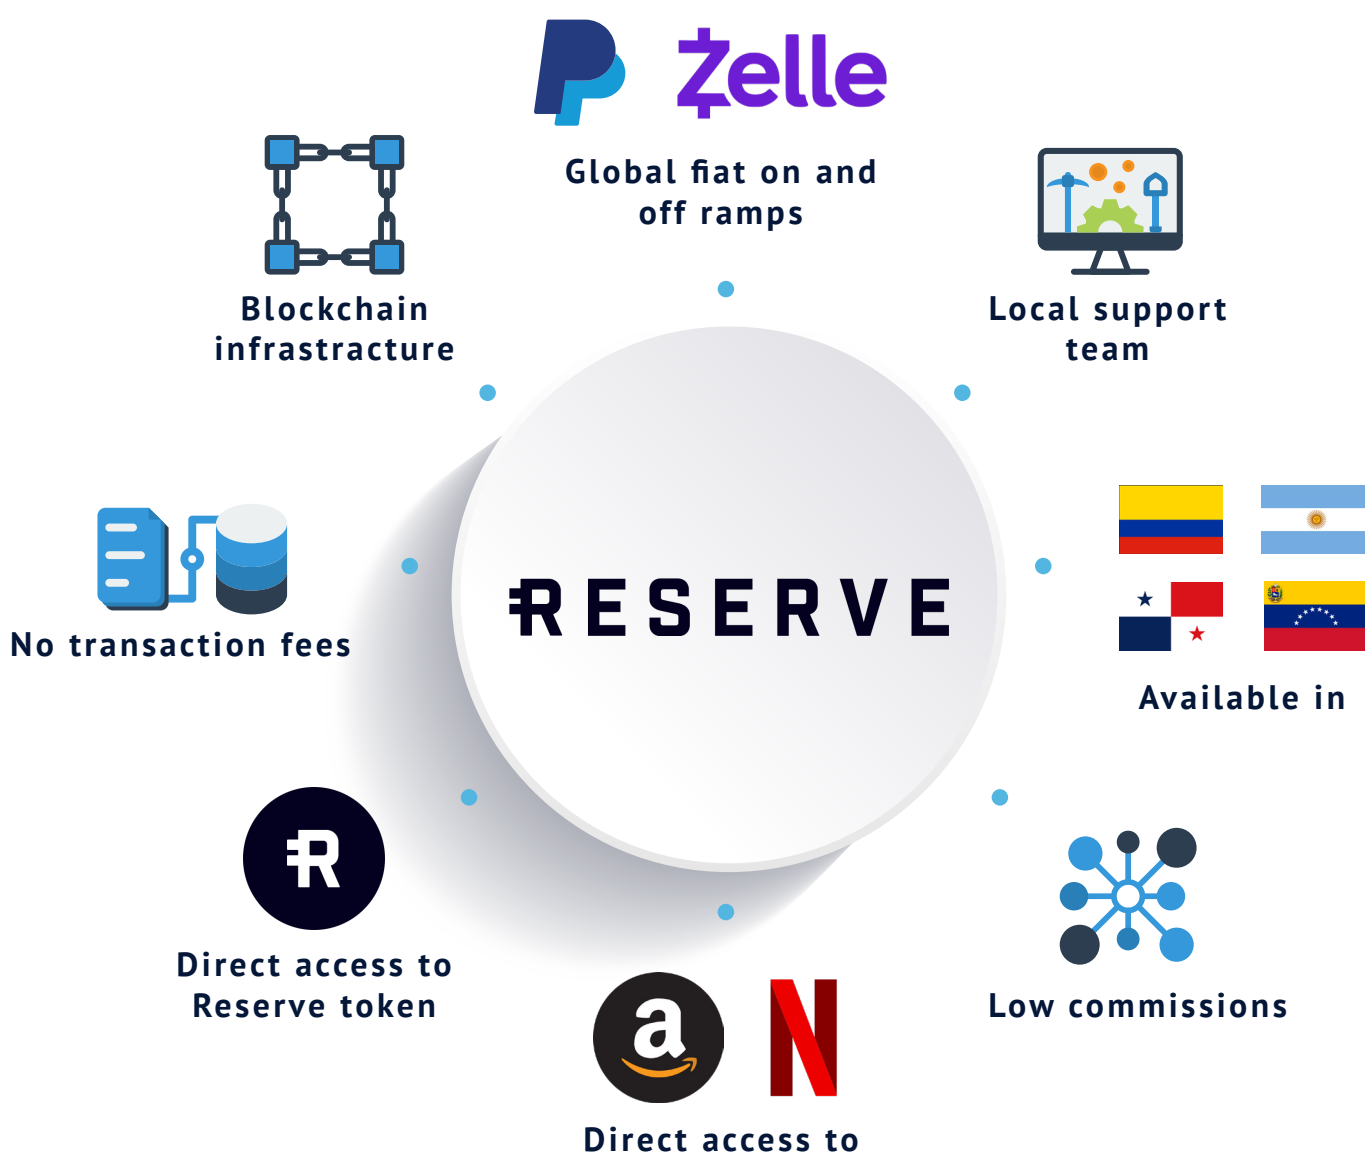 Zelle
Global fiat on and
off ramps
Blockchain
infrastracture
Local support
team
RESERVE
No transaction fees
Available in
R
Direct access to
Reserve token
Low commissions
a
N
Direct access to